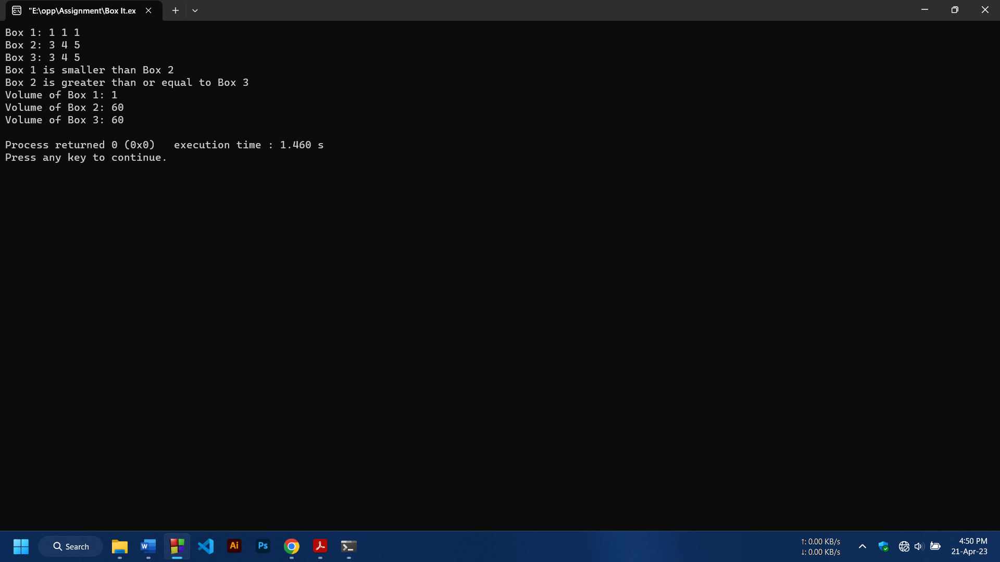 "E:\opp\Assignment\Box It.ex
Box 1: 1 1 1
Box 2: 3 4 5
Box 3: 3 4 5
Box 1 is smaller than Box 2
Box 2 is greater than or equal to Box 3
Volume of Box 1: 1
Volume of Box 2: 60
Volume of Box 3: 60
Process returned 0 (0x0)   execution time : 1.460 s
Press any key to continue.
Search
W
Ai
Ps
↑: 0.00 KB/s
↓: 0.00 KB/s
4:50 PM
21-Apr-23